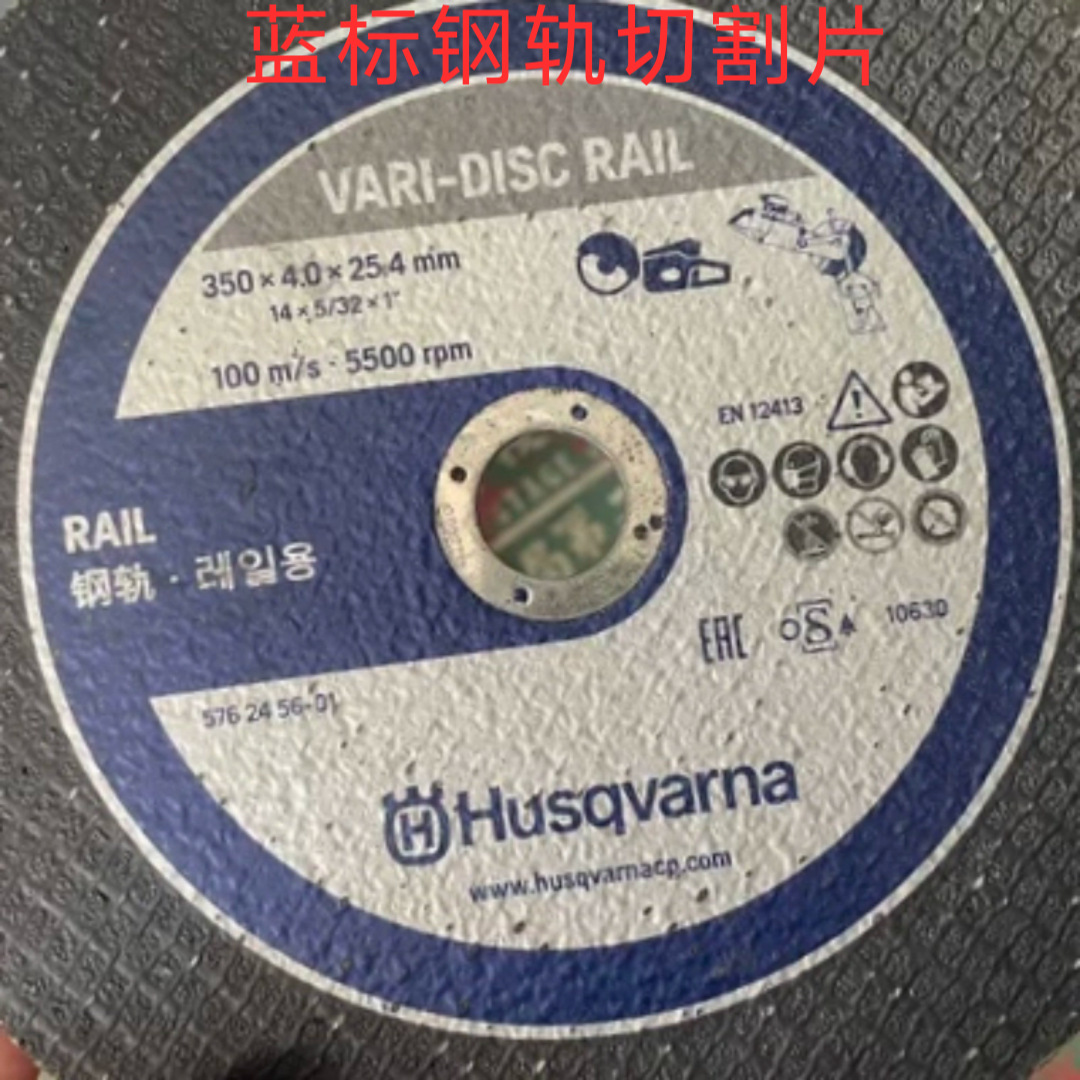 蓝标钢轨切割片
VARI-DISC RAIL
350 × 4.0 × 25.4 mm
14 × 5/32 × 1"
100 m/s · 5500 rpm
EN 12413
RAIL
钢轨 · 레일용
EAC
oSa
10630
576 24 56-01
Husqvarna
www.husqvarnacp.com